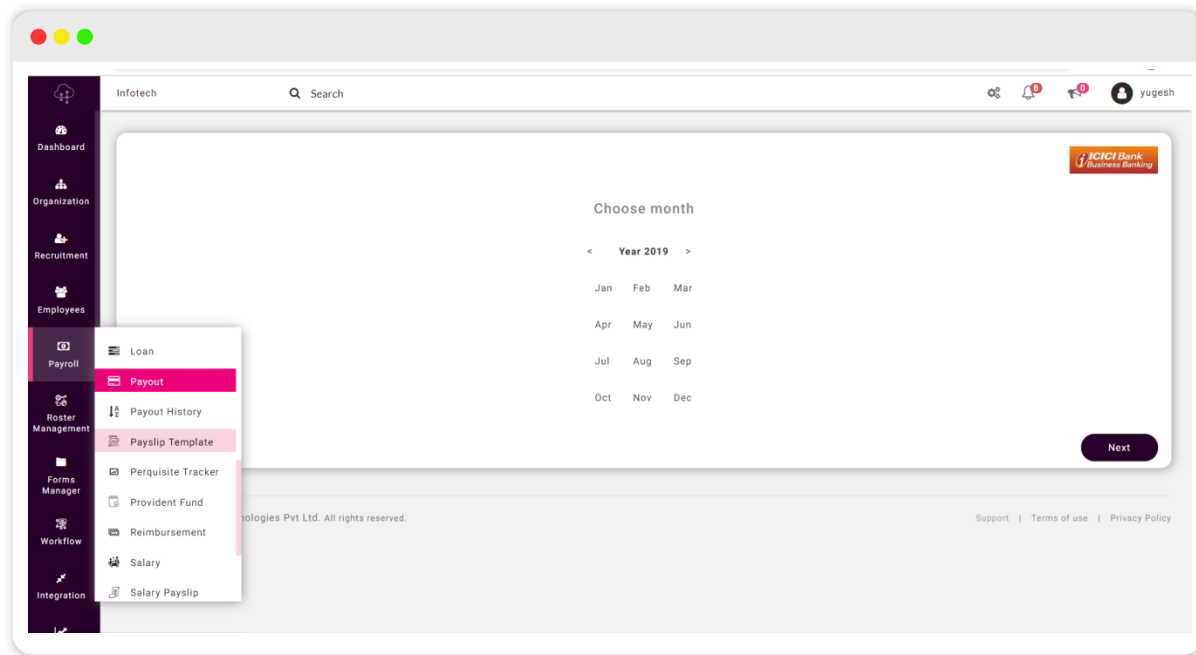 Infotech
Search
8
0
yugesh
Dashboard
Organization
Recruitment
Employees
Payroll
Roster
Management
Forms
Manager
Workflow
Integration
Loan
Payout
Payout History
Payslip Template
Perquisite Tracker
Provident Fund
Reimbursement
Salary
Salary Payslip
ICICI Bank
Business Banking
Choose month
< Year 2019 >
Jan Feb Mar
Apr May Jun
Jul Aug Sep
Oct Nov Dec
Next
nologies Pvt Ltd. All rights reserved.
Support | Terms of use | Privacy Policy